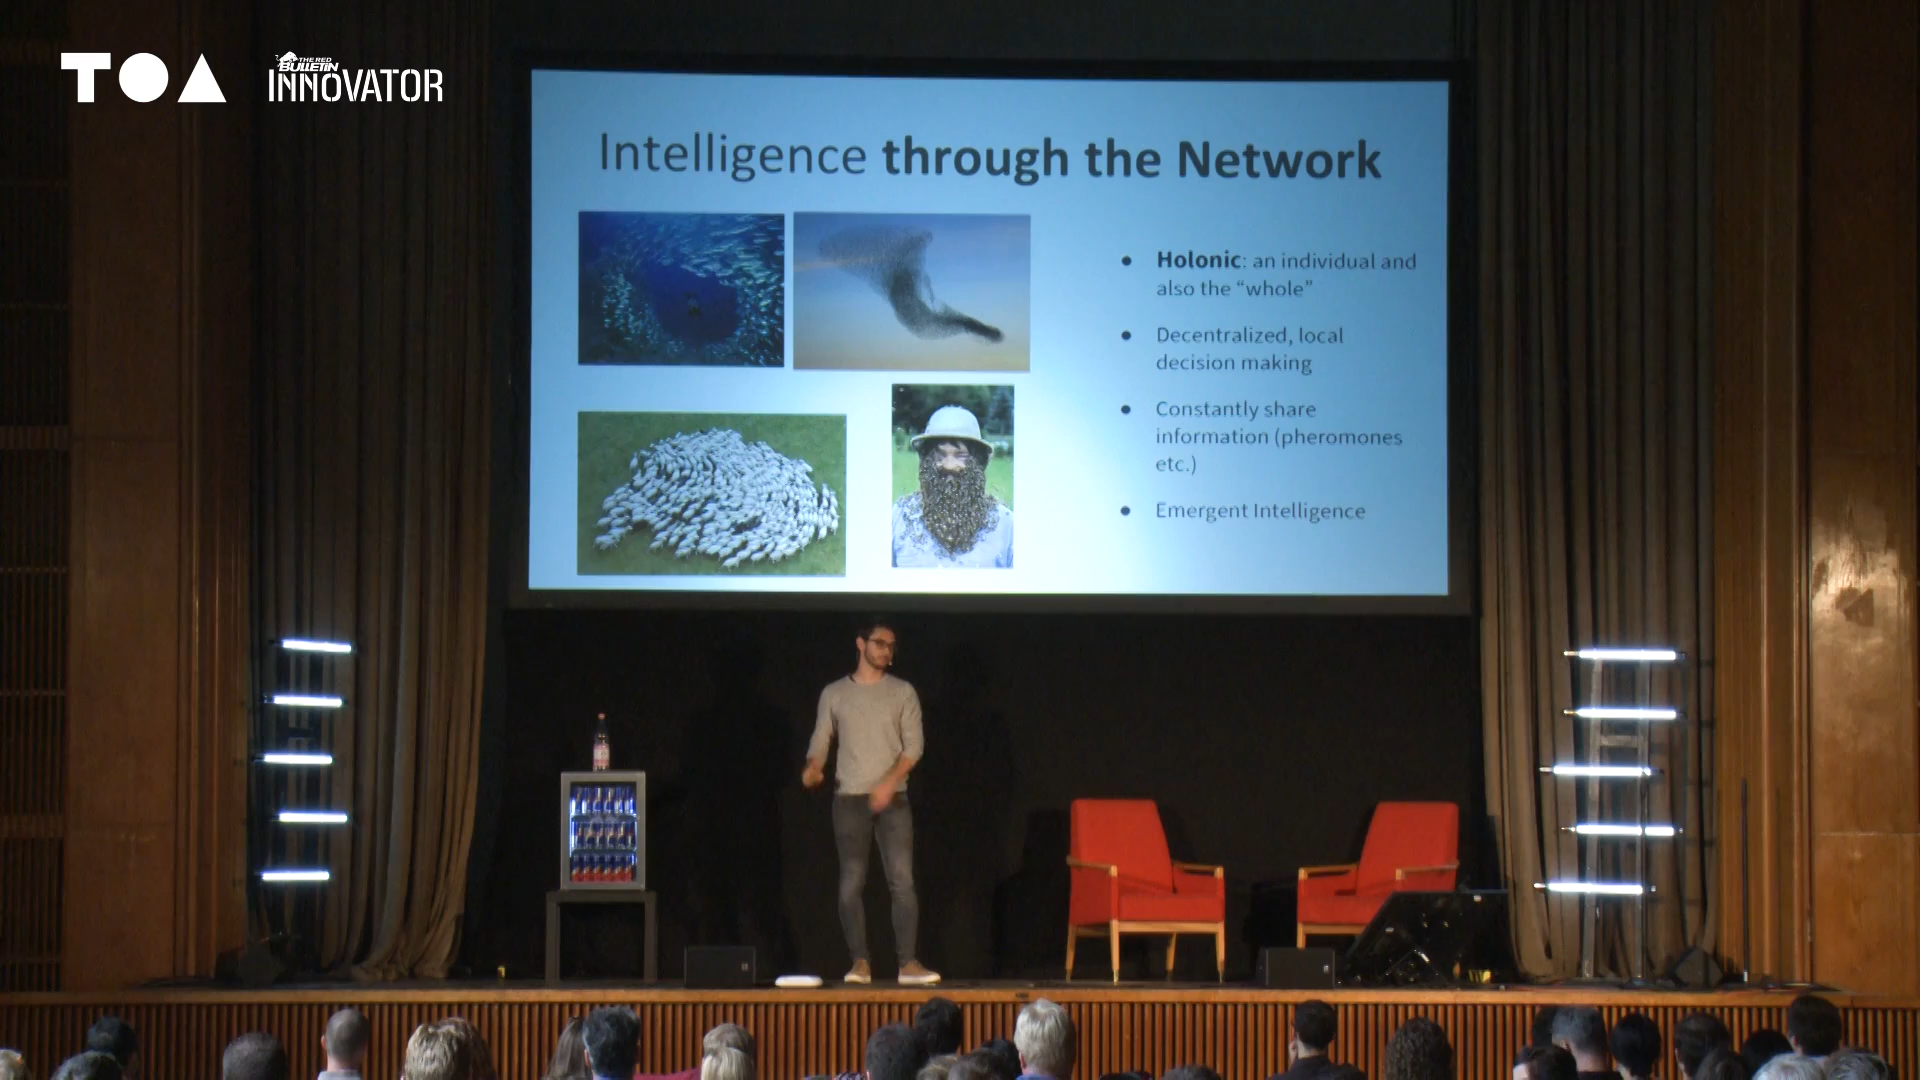 TOA
THE RED
BULLETIN
INNOVATOR
Intelligence through the Network
● Holonic: an individual and
also the “whole”
● Decentralized, local
decision making
● Constantly share
information (pheromones
etc.)
● Emergent Intelligence